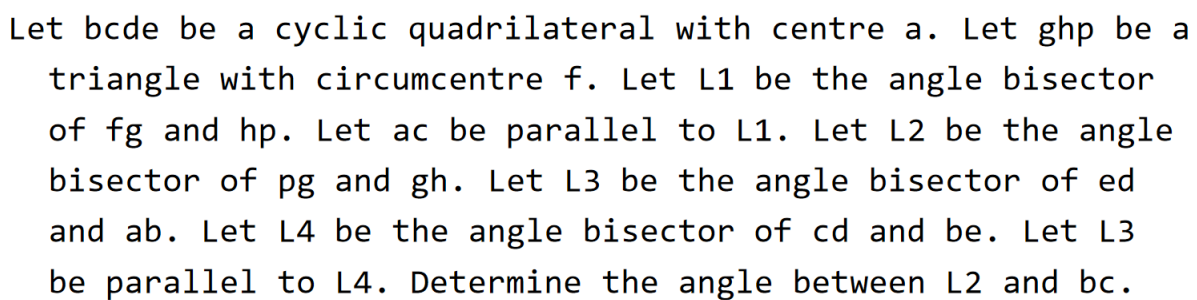 Let bcde be a cyclic quadrilateral with centre a. Let ghp be a
triangle with circumcentre f. Let L1 be the angle bisector
of fg and hp. Let ac be parallel to L1. Let L2 be the angle
bisector of pg and gh. Let L3 be the angle bisector of ed
and ab. Let L4 be the angle bisector of cd and be. Let L3
be parallel to L4. Determine the angle between L2 and bc.